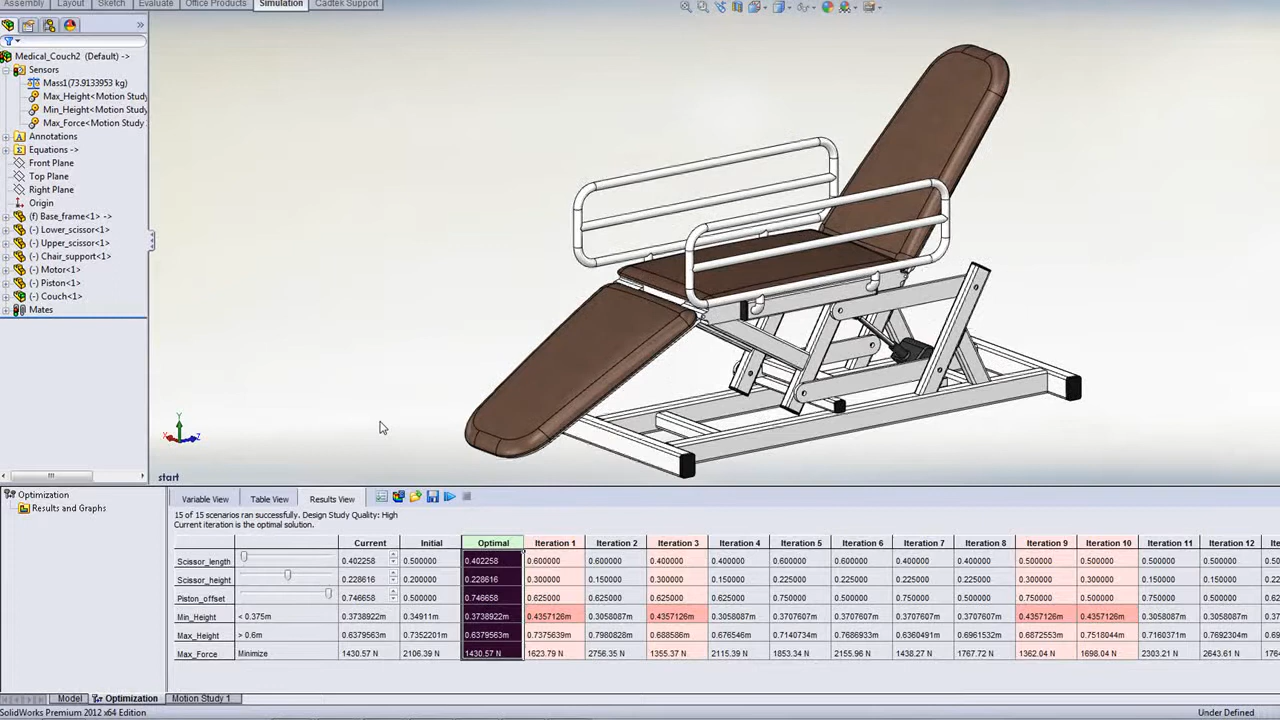 Assembly Layout Sketch Evaluate Office Products Simulation Cadtek Support
Medical_Couch2 (Default) ->
Sensors
Mass1(73.9133953 kg)
Max_Height<Motion Study
Min_Height<Motion Study
Max_Force<Motion Study
Annotations
Equations ->
Front Plane
Top Plane
Right Plane
Origin
(f) Base_frame<1> ->
(-) Lower_scissor<1>
(-) Upper_scissor<1>
(-) Chair_support<1>
(-) Motor<1>
(-) Piston<1>
(-) Couch<1>
Mates
Y
X Z
start
Optimization
Results and Graphs
Variable View Table View Results View
15 of 15 scenarios ran successfully. Design Study Quality: High
Current iteration is the optimal solution.
Current Initial Optimal Iteration 1 Iteration 2 Iteration 3 Iteration 4 Iteration 5 Iteration 6 Iteration 7 Iteration 8 Iteration 9 Iteration 10 Iteration 11 Iteration 12 Iter
Scissor_length 0.402258 0.500000 0.402258 0.600000 0.600000 0.400000 0.400000 0.600000 0.600000 0.400000 0.400000 0.500000 0.500000 0.500000 0.500000 0.500
Scissor_height 0.228616 0.200000 0.228616 0.300000 0.150000 0.300000 0.150000 0.225000 0.225000 0.225000 0.225000 0.300000 0.300000 0.150000 0.150000 0.225
Piston_offset 0.746658 0.500000 0.746658 0.625000 0.625000 0.625000 0.625000 0.750000 0.500000 0.750000 0.500000 0.750000 0.500000 0.750000 0.500000 0.625
Min_Height < 0.375m 0.3738922m 0.34911m 0.3738922m 0.4357126m 0.3058087m 0.4357126m 0.3058087m 0.3707607m 0.3707607m 0.3707607m 0.3707607m 0.4357126m 0.4357126m 0.3058087m 0.3058087m 0.370
Max_Height > 0.6m 0.6379563m 0.7352201m 0.6379563m 0.7375639m 0.7980828m 0.688586m 0.676546m 0.7140734m 0.7686933m 0.6360491m 0.6961532m 0.6872553m 0.7518044m 0.7160371m 0.7692304m 0.712
Max_Force Minimize 1430.57 N 2106.39 N 1430.57 N 1623.79 N 2756.35 N 1355.37 N 2115.39 N 1853.34 N 2155.96 N 1438.27 N 1767.72 N 1362.04 N 1698.04 N 2303.21 N 2643.61 N 1764
Model Optimization Motion Study 1
SolidWorks Premium 2012 x64 Edition Under Defined